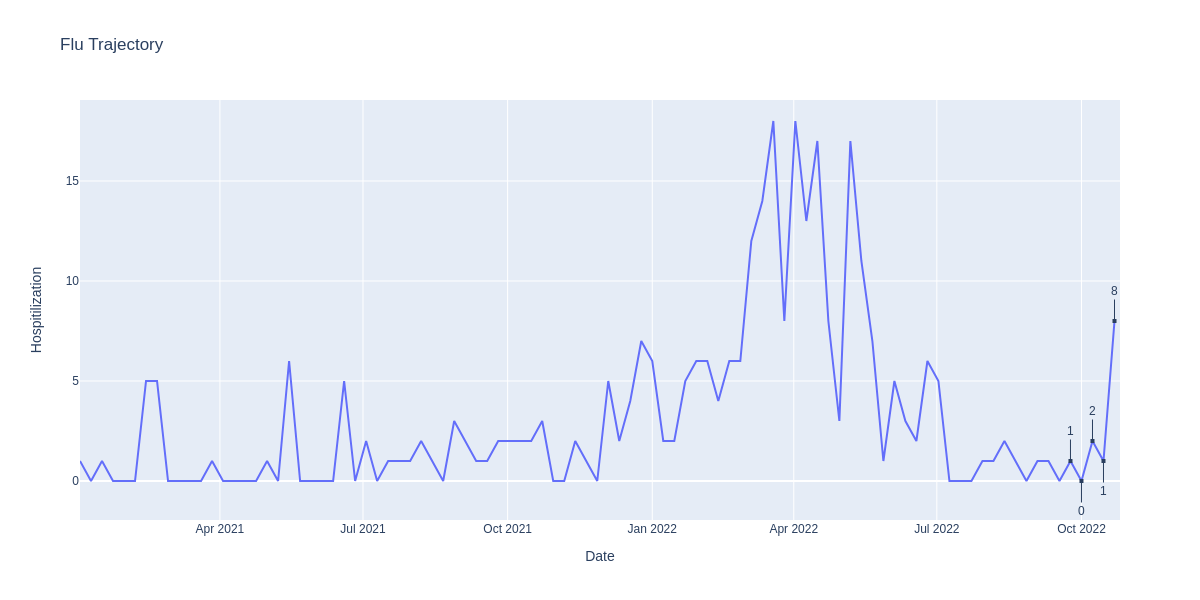 Flu Trajectory
Hospitilization
15
10
5
0
8
2
1
1
0
Apr 2021
Jul 2021
Oct 2021
Jan 2022
Apr 2022
Jul 2022
Oct 2022
Date